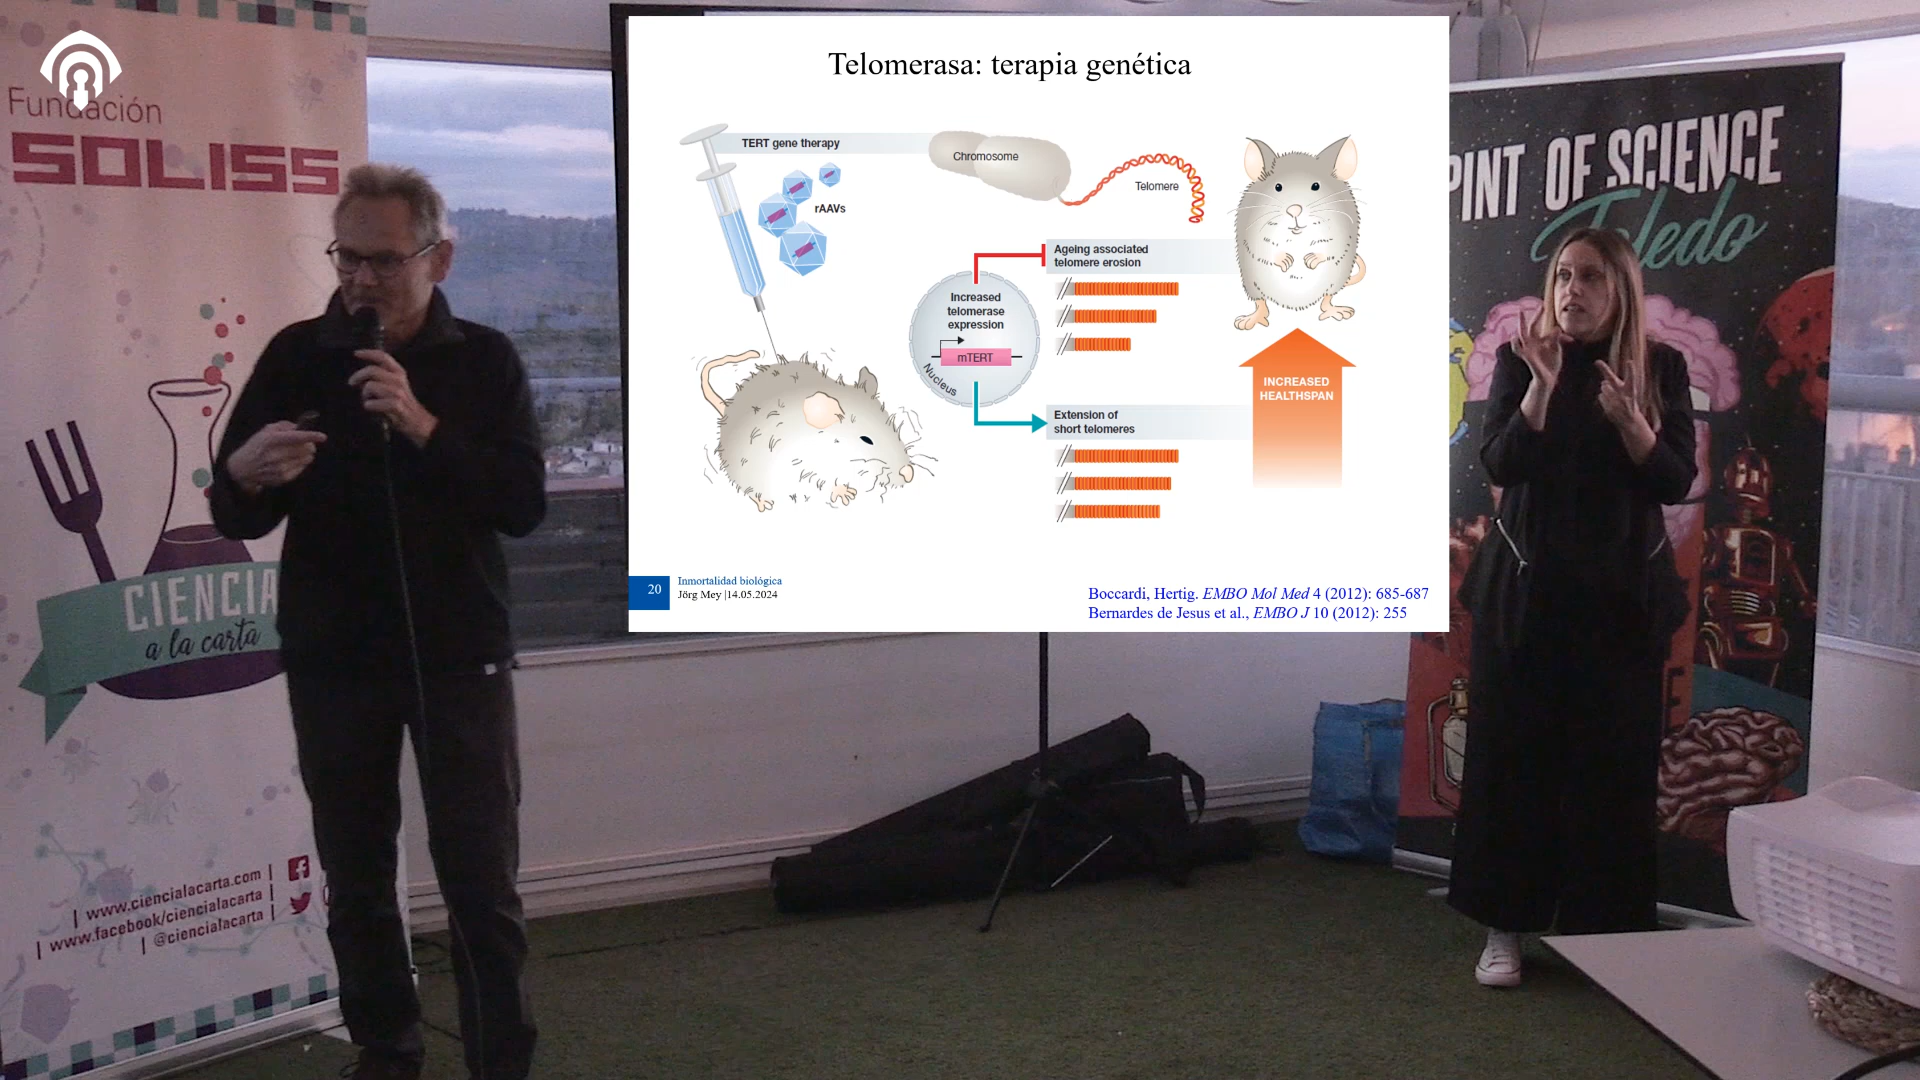 Fundación
SOLISS
CIENCIA
a la carta
| www.ciencialacarta.com |
| www.facebook/ciencialacarta |
| @ciencialacarta |
Telomerasa: terapia genética
TERT gene therapy
rAAVs
Chromosome
Telomere
Ageing associated
telomere erosion
Increased
telomerase
expression
mTERT
Nucleus
Extension of
short telomeres
INCREASED
HEALTHSPAN
20
Inmortalidad biológica
Jörg Mey |14.05.2024
Boccardi, Hertig. EMBO Mol Med 4 (2012): 685-687
Bernardes de Jesus et al., EMBO J 10 (2012): 255
PINT OF SCIENCE
Toledo